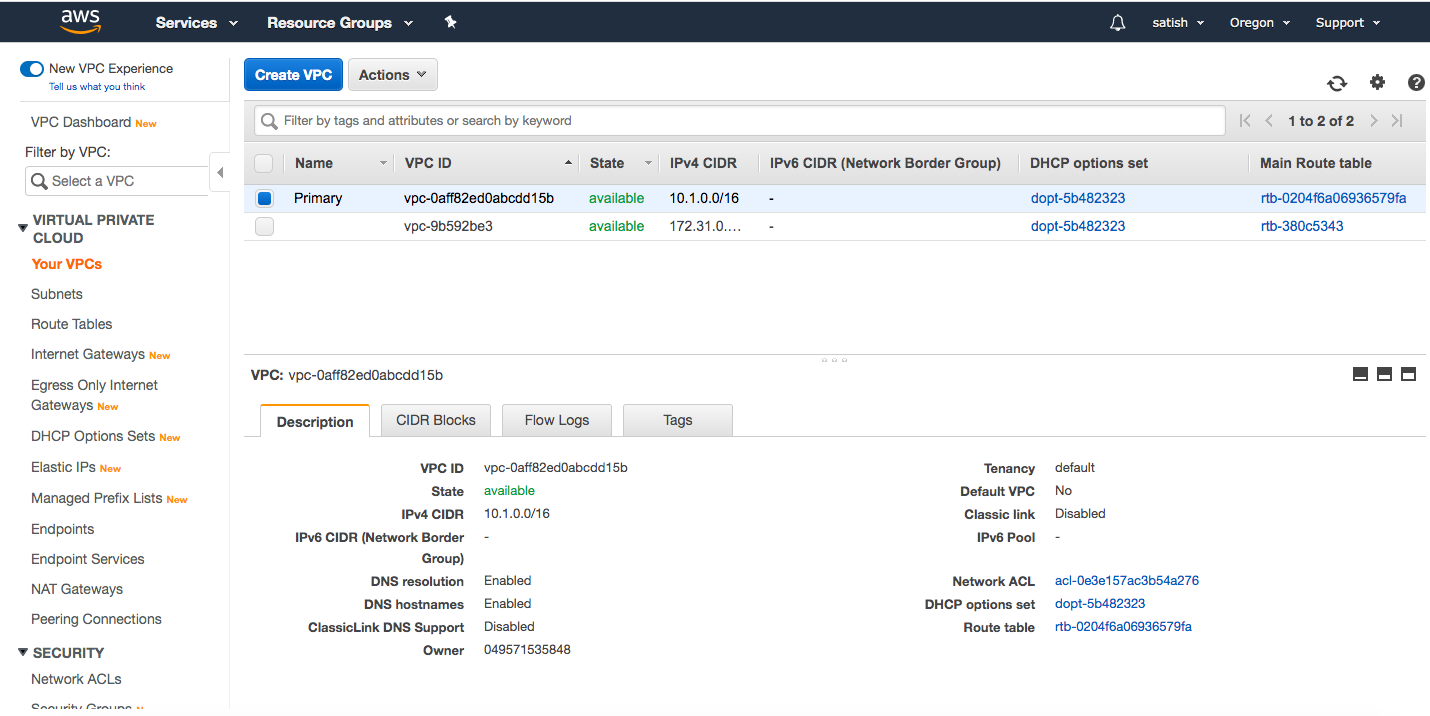 aws Services Resource Groups satish Oregon Support
New VPC Experience
Tell us what you think
Create VPC Actions
VPC Dashboard New
Filter by VPC:
Select a VPC
VIRTUAL PRIVATE
CLOUD
Your VPCs
Subnets
Route Tables
Internet Gateways New
Egress Only Internet
Gateways New
DHCP Options Sets New
Elastic IPs New
Managed Prefix Lists New
Endpoints
Endpoint Services
NAT Gateways
Peering Connections
SECURITY
Network ACLs
Security Groups
Filter by tags and attributes or search by keyword 1 to 2 of 2
Name VPC ID State IPv4 CIDR IPv6 CIDR (Network Border Group) DHCP options set Main Route table
Primary vpc-0aff82ed0abcdd15b available 10.1.0.0/16 - dopt-5b482323 rtb-0204f6a06936579fa
vpc-9b592be3 available 172.31.0.… - dopt-5b482323 rtb-380c5343
VPC: vpc-0aff82ed0abcdd15b
Description CIDR Blocks Flow Logs Tags
VPC ID vpc-0aff82ed0abcdd15b Tenancy default
State available Default VPC No
IPv4 CIDR 10.1.0.0/16 Classic link Disabled
IPv6 CIDR (Network Border - IPv6 Pool -
Group)
DNS resolution Enabled Network ACL acl-0e3e157ac3b54a276
DNS hostnames Enabled DHCP options set dopt-5b482323
ClassicLink DNS Support Disabled Route table rtb-0204f6a06936579fa
Owner 049571535848